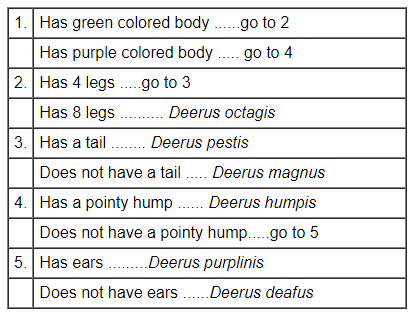 1. Has green colored body ......go to 2
Has purple colored body ..... go to 4
2. Has 4 legs .....go to 3
Has 8 legs .......... Deerus octagis
3. Has a tail ........ Deerus pestis
Does not have a tail ..... Deerus magnus
4. Has a pointy hump ...... Deerus humpis
Does not have a pointy hump.....go to 5
5. Has ears .........Deerus purplinis
Does not have ears ......Deerus deafus